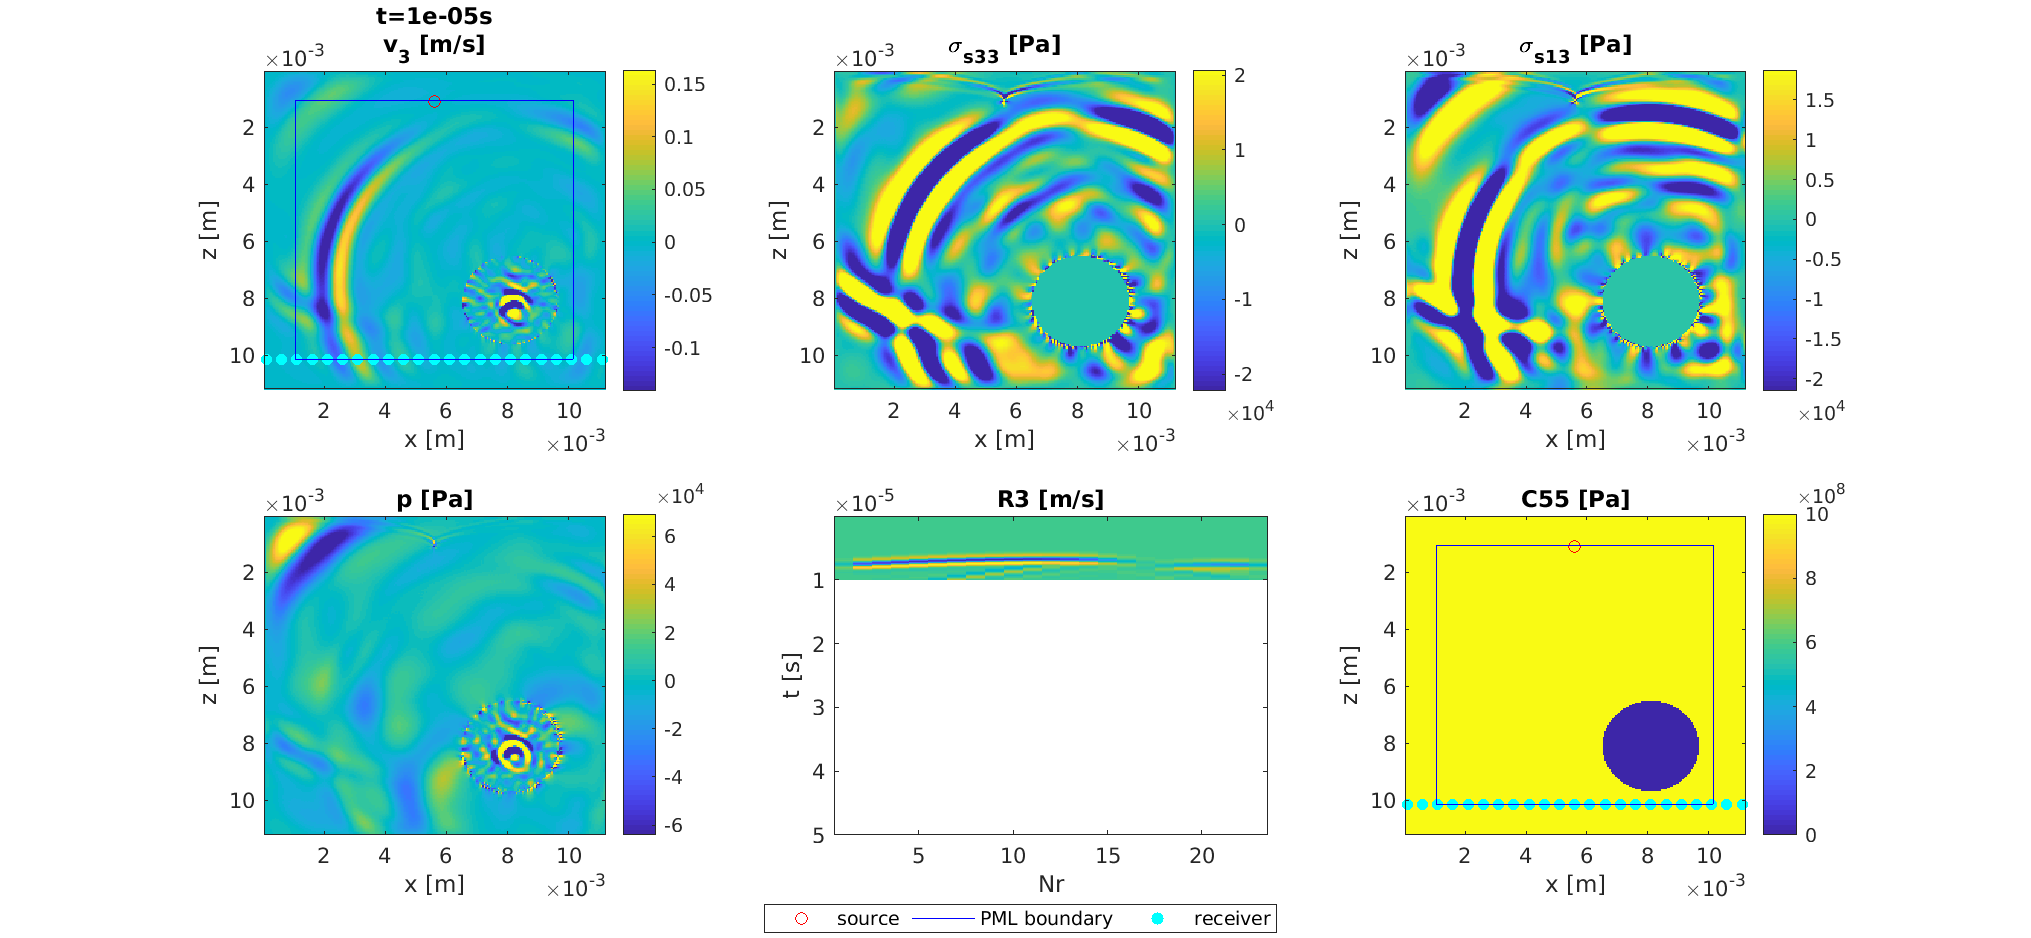 t=1e-05s
v3 [m/s]
×10-3
2
4
6
8
10
z [m]
2 4 6 8 10
x [m]
×10-3
0.15
0.1
0.05
0
-0.05
-0.1
σs33 [Pa]
×10-3
2
4
6
8
10
z [m]
2 4 6 8 10
x [m]
×10-3
2
1
0
-1
-2
×104
σs13 [Pa]
×10-3
2
4
6
8
10
z [m]
2 4 6 8 10
x [m]
×10-3
1.5
1
0.5
0
-0.5
-1
-1.5
-2
×104
p [Pa]
×10-3
2
4
6
8
10
z [m]
2 4 6 8 10
x [m]
×10-3
×104
6
4
2
0
-2
-4
-6
R3 [m/s]
×10-5
1
2
3
4
5
t [s]
5 10 15 20
Nr
C55 [Pa]
×10-3
2
4
6
8
10
z [m]
2 4 6 8 10
x [m]
×10-3
×108
10
8
6
4
2
0
source PML boundary receiver